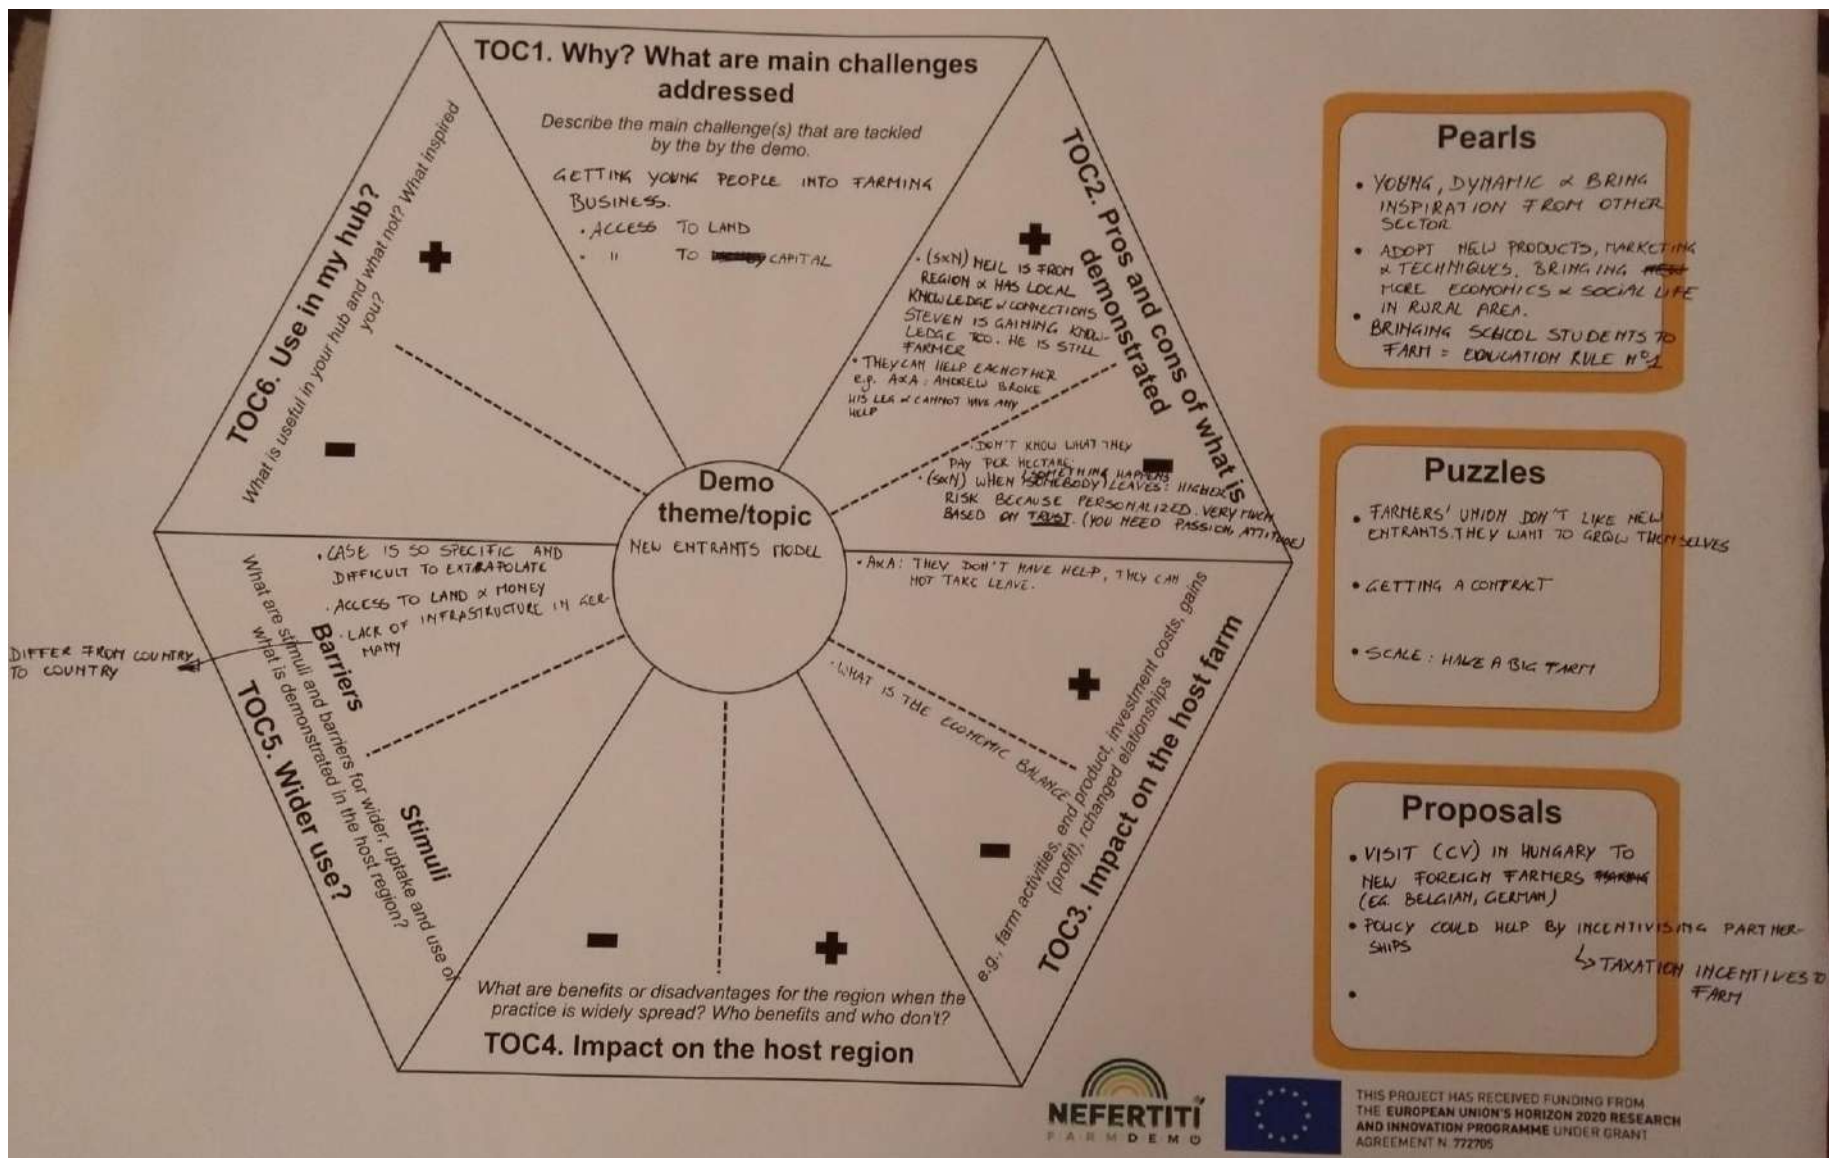 TOC1. Why? What are main challenges
addressed
Describe the main challenge(s) that are tackled
by the by the demo.
GETTING YOUNG PEOPLE INTO FARMING
BUSINESS.
• ACCESS TO LAND
• " TO CAPITAL
TOC2. Pros and cons of what is
demonstrated
+
• (S&N) NEIL IS FROM
REGION & HAS LOCAL
KNOWLEDGE & CONNECTIONS
STEVEN IS GAINING KNOW-
LEDGE TOO. HE IS STILL
FARMER
• THEY CAN HELP EACHOTHER
e.g. A&A: ANDREW BROKE
HIS LEG & CANNOT HAVE ANY
HELP
-
• DON'T KNOW WHAT THEY
PAY PER HECTARE.
(SOMETHING HAPPENS
• (S&N) WHEN (SOMEBODY) LEAVES: HIGHER
RISK BECAUSE PERSONALIZED. VERY MUCH
BASED ON TRUST. (YOU NEED PASSION, ATTITUDE)
TOC3. Impact on the host farm
e.g., farm activities, end product, investment costs, gains
(profit), rchanged elationships
• A&A: THEY DON'T HAVE HELP, THEY CAN
NOT TAKE LEAVE.
+
• WHAT IS THE ECONOMIC BALANCE
-
TOC4. Impact on the host region
What are benefits or disadvantages for the region when the
practice is widely spread? Who benefits and who don't?
-
+
TOC5. Wider use?
What are stimuli and barriers for wider, uptake and use of
what is demonstrated in the host region?
Barriers
• CASE IS SO SPECIFIC AND
DIFFICULT TO EXTRAPOLATE
• ACCESS TO LAND & MONEY
• LACK OF INFRASTRUCTURE IN GER-
MANY
DIFFER FROM COUNTRY
TO COUNTRY
Stimuli
TOC6. Use in my hub?
What is useful in your hub and what not? What inspired
you?
+
-
Demo
theme/topic
NEW ENTRANTS MODEL
Pearls
• YOUNG, DYNAMIC & BRING
INSPIRATION FROM OTHER
SECTOR
• ADOPT NEW PRODUCTS, MARKETING
& TECHNIQUES. BRINGING NEW
MORE ECONOMICS & SOCIAL LIFE
IN RURAL AREA.
• BRINGING SCHOOL STUDENTS TO
FARM = EDUCATION RULE N°1
Puzzles
• FARMERS' UNION DON'T LIKE NEW
ENTRANTS. THEY WANT TO GROW THEMSELVES
• GETTING A CONTRACT
• SCALE: HAVE A BIG FARM
Proposals
• VISIT (CV) IN HUNGARY TO
NEW FOREIGN FARMERS
(EG. BELGIAN, GERMAN)
• POLICY COULD HELP BY INCENTIVISING PARTNER-
SHIPS
↳ TAXATION INCENTIVES TO
FARM
•
NEFERTITI
FARMDEMO
THIS PROJECT HAS RECEIVED FUNDING FROM
THE EUROPEAN UNION'S HORIZON 2020 RESEARCH
AND INNOVATION PROGRAMME UNDER GRANT
AGREEMENT N. 772705